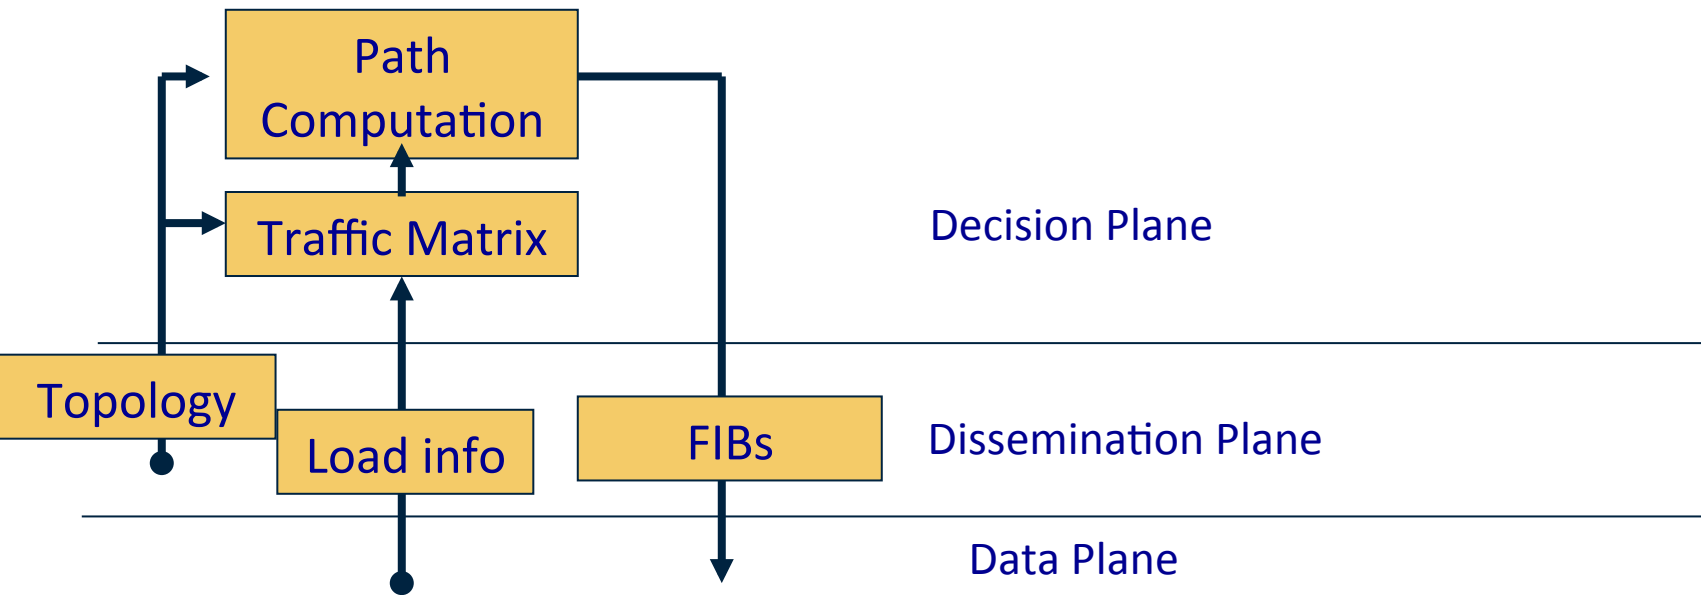 Path
Computation
Traffic Matrix
Decision Plane
Topology
Load info
FIBs
Dissemination Plane
Data Plane